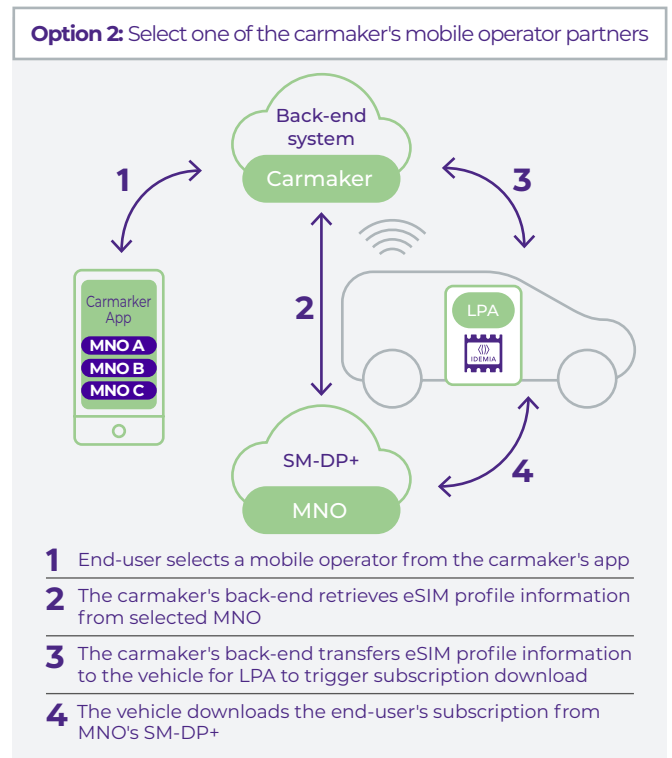 Option 2: Select one of the carmaker's mobile operator partners
Back-end
system
Carmaker
1
3
2
Carmarker
App
MNO A
MNO B
MNO C
LPA
IDEMIA
SM-DP+
MNO
4
1 End-user selects a mobile operator from the carmaker's app
2 The carmaker's back-end retrieves eSIM profile information
from selected MNO
3 The carmaker's back-end transfers eSIM profile information
to the vehicle for LPA to trigger subscription download
4 The vehicle downloads the end-user's subscription from
MNO's SM-DP+